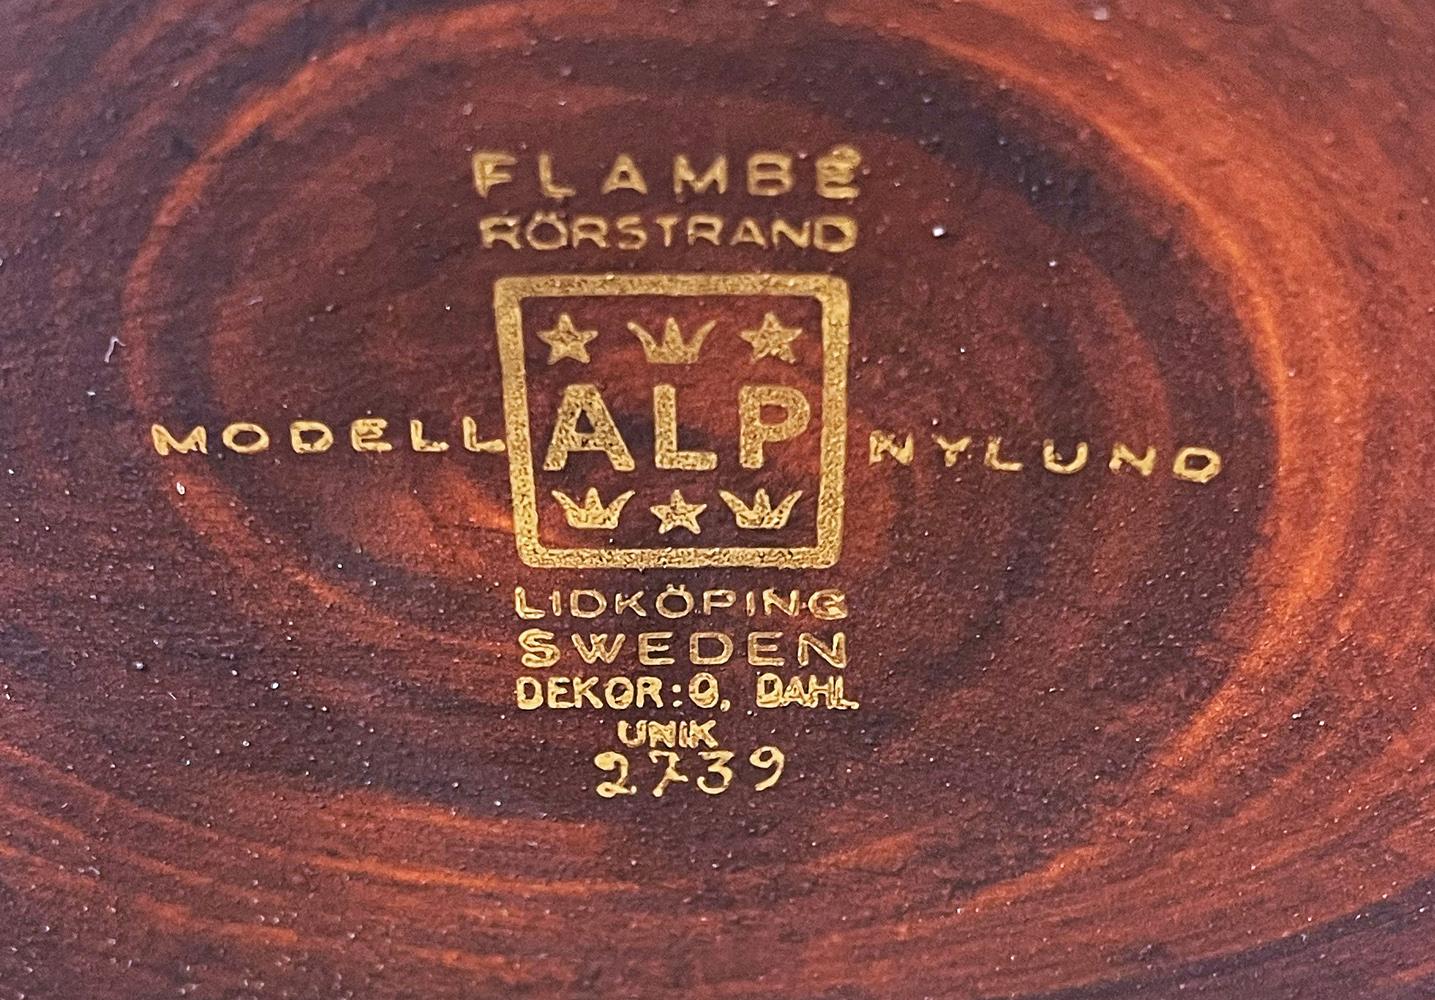 FLAMBÉ
RÖRSTRAND
MODELL ALP NYLUND
LIDKÖPING
SWEDEN
DEKOR: O, DAHL
UNIK
2739